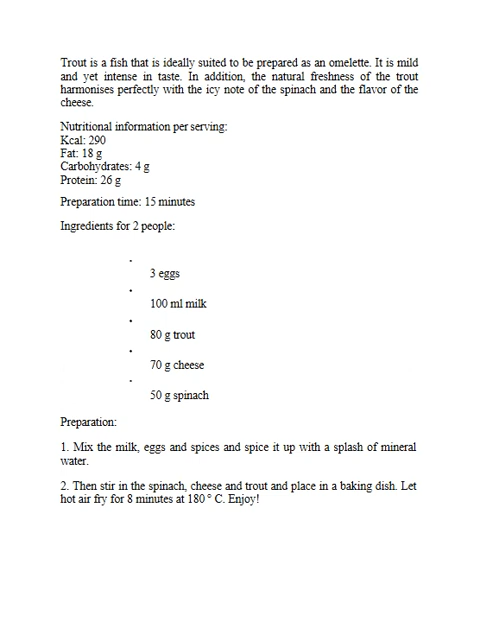 Trout is a fish that is ideally suited to be prepared as an omelette. It is mild
and yet intense in taste. In addition, the natural freshness of the trout
harmonises perfectly with the icy note of the spinach and the flavor of the
cheese.
Nutritional information per serving:
Kcal: 290
Fat: 18 g
Carbohydrates: 4 g
Protein: 26 g
Preparation time: 15 minutes
Ingredients for 2 people:
3 eggs
100 ml milk
80 g trout
70 g cheese
50 g spinach
Preparation:
1. Mix the milk, eggs and spices and spice it up with a splash of mineral
water.
2. Then stir in the spinach, cheese and trout and place in a baking dish. Let
hot air fry for 8 minutes at 180° C. Enjoy!